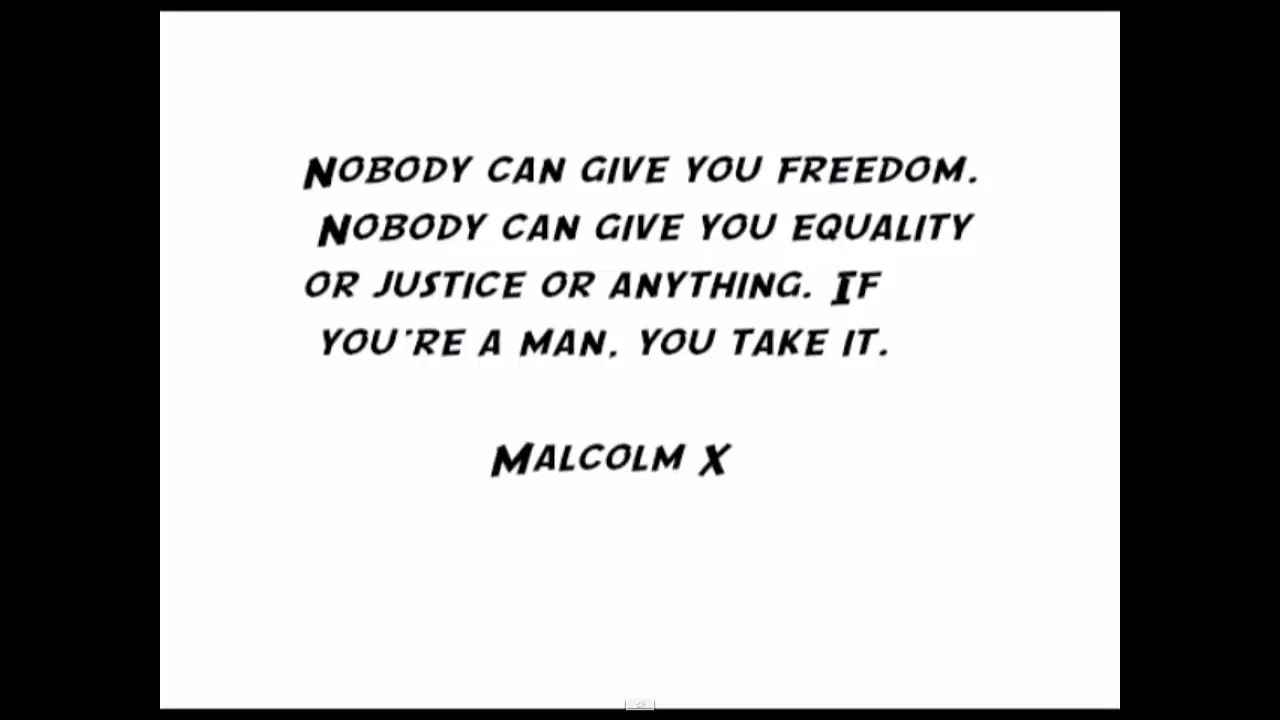 Nobody can give you freedom.
Nobody can give you equality
or justice or anything. If
you're a man, you take it.
Malcolm X